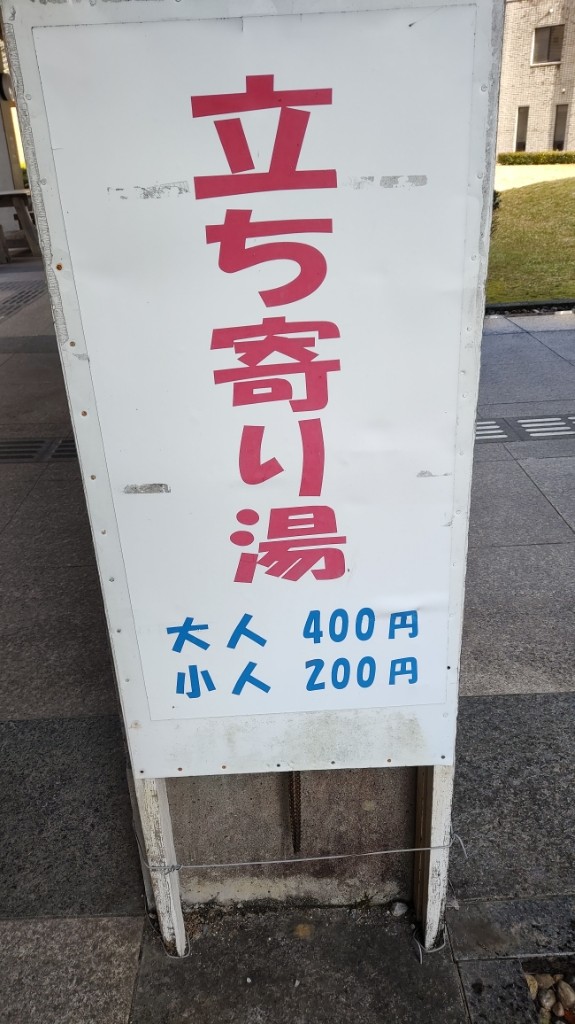 立ち寄り湯
大人 400円
小人 200円